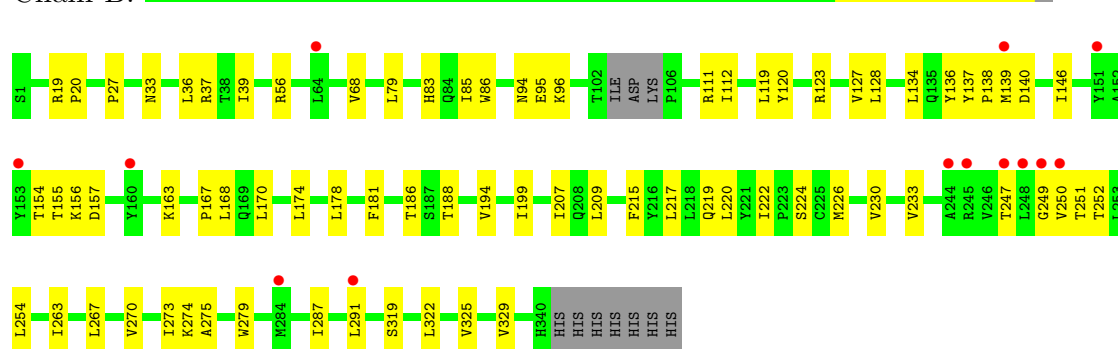 Chain B:
S1 R19 P20 P27 N33 L36 R37 T38 I39 R56 L64 V68 L79 H83 Q84 I85 W86 N94 E95 K96 T102 ILE ASP LYS P106 R111 I112 L119 Y120 R123 V127 L128 L134 Q135 Y136 Y137 P138 M139 D140 I146 Y151 A152
Y153 T154 T155 K156 D157 Y160 K163 P167 L168 Q169 L170 L174 L178 F181 T186 S187 T188 V194 I199 I207 Q208 L209 F215 Y216 L217 L218 Q219 L220 Y221 I222 P223 S224 C225 M226 V230 V233 A244 R245 V246 T247 L248 G249 V250 T251 T252 L253
L254 I263 L267 V270 I273 K274 A275 W279 M284 I287 L291 S319 L322 V325 V329 H340 HIS HIS HIS HIS HIS HIS HIS